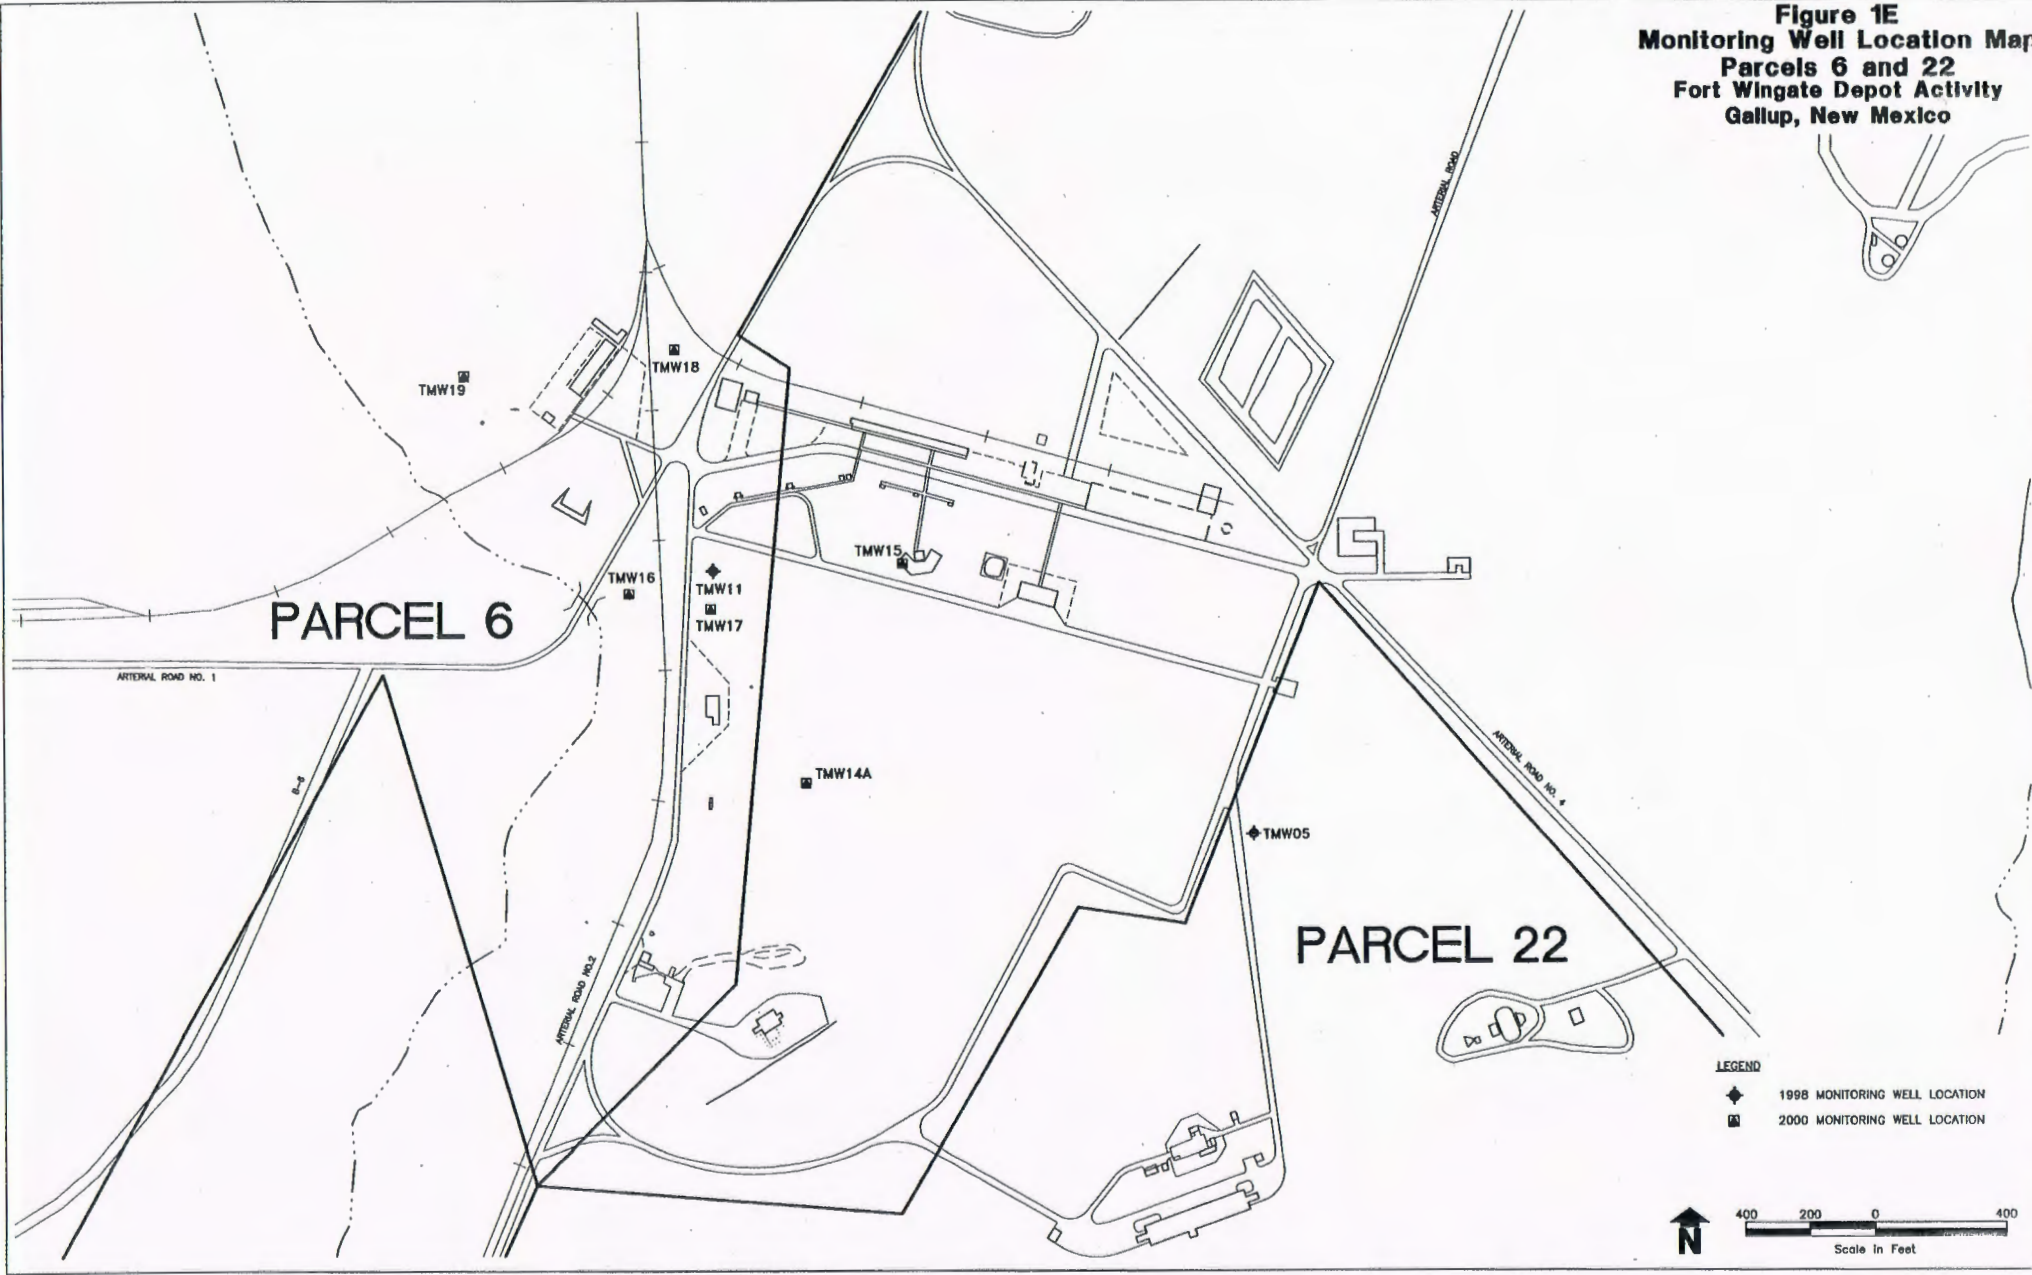 Figure 1E
Monitoring Well Location Map
Parcels 6 and 22
Fort Wingate Depot Activity
Gallup, New Mexico
ARTERIAL ROAD
TMW18
TMW19
TMW15
TMW16
TMW11
TMW17
PARCEL 6
ARTERIAL ROAD NO. 1
B-6
TMW14A
ARTERIAL ROAD NO. 4
TMW05
PARCEL 22
ARTERIAL ROAD NO.2
LEGEND
1998 MONITORING WELL LOCATION
2000 MONITORING WELL LOCATION
N
400 200 0 400
Scale in Feet